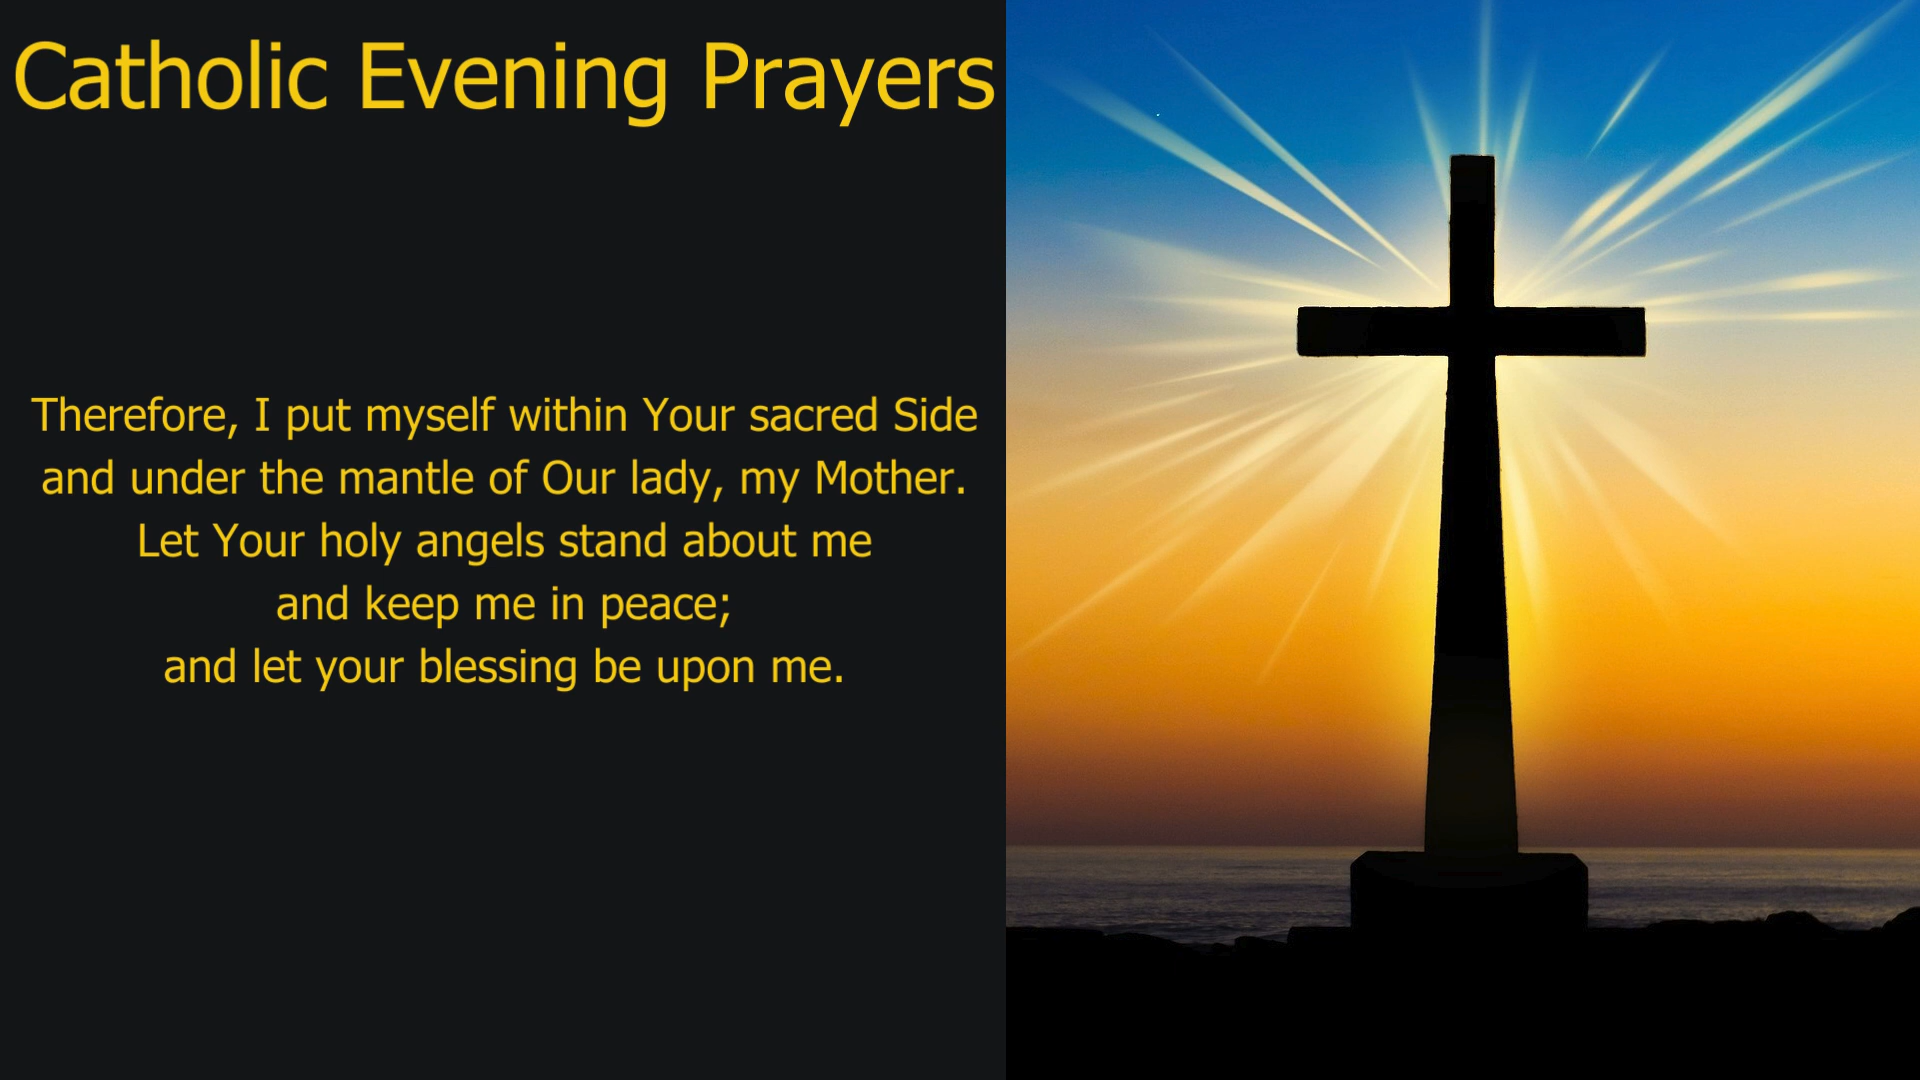 Catholic Evening Prayers
Therefore, I put myself within Your sacred Side
and under the mantle of Our lady, my Mother.
Let Your holy angels stand about me
and keep me in peace;
and let your blessing be upon me.